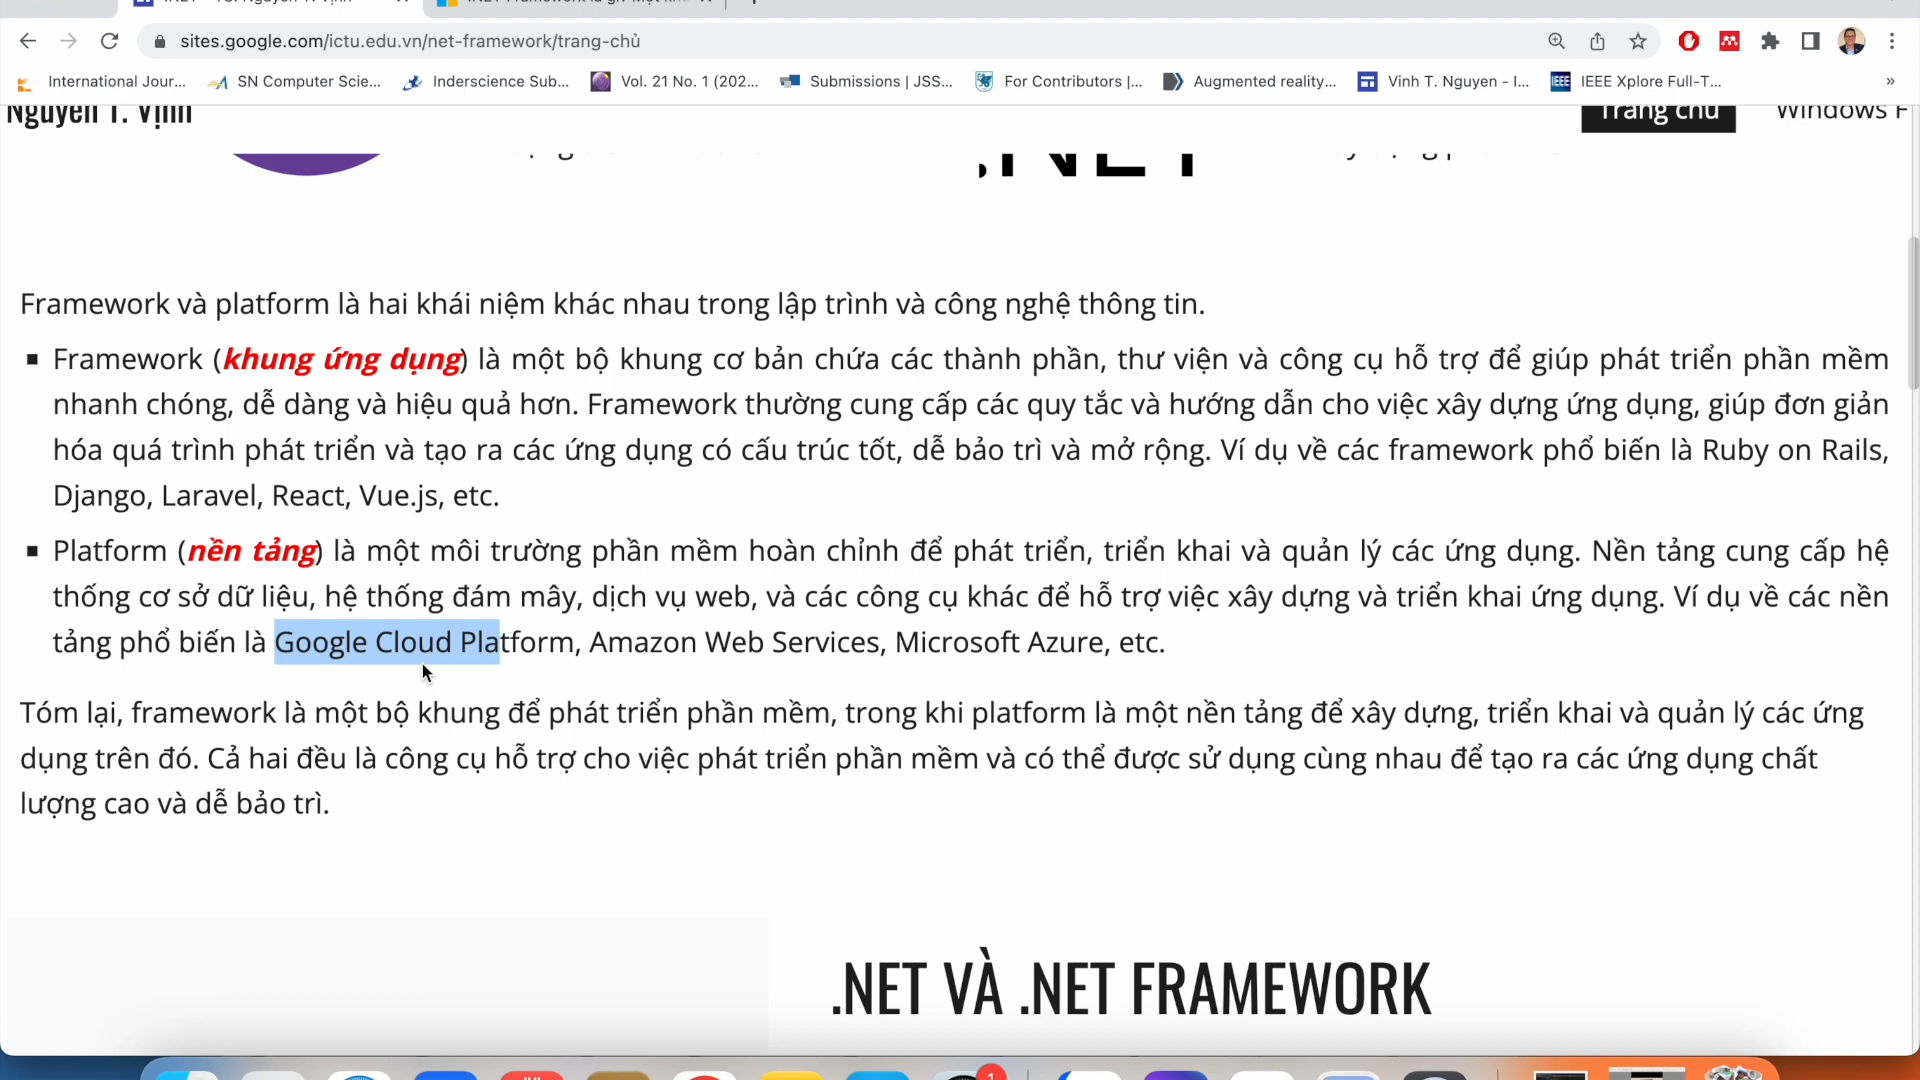 sites.google.com/ictu.edu.vn/net-framework/trang-chủ
International Jour...
SN Computer Scie...
Inderscience Sub...
Vol. 21 No. 1 (202...
Submissions | JSS...
For Contributors |...
Augmented reality...
Vinh T. Nguyen - I...
IEEE Xplore Full-T...
»
Nguyễn T. Vịnh
Trang chủ
Windows F
.NET
Framework và platform là hai khái niệm khác nhau trong lập trình và công nghệ thông tin.
Framework (khung ứng dụng) là một bộ khung cơ bản chứa các thành phần, thư viện và công cụ hỗ trợ để giúp phát triển phần mềm
nhanh chóng, dễ dàng và hiệu quả hơn. Framework thường cung cấp các quy tắc và hướng dẫn cho việc xây dựng ứng dụng, giúp đơn giản
hóa quá trình phát triển và tạo ra các ứng dụng có cấu trúc tốt, dễ bảo trì và mở rộng. Ví dụ về các framework phổ biến là Ruby on Rails,
Django, Laravel, React, Vue.js, etc.
Platform (nền tảng) là một môi trường phần mềm hoàn chỉnh để phát triển, triển khai và quản lý các ứng dụng. Nền tảng cung cấp hệ
thống cơ sở dữ liệu, hệ thống đám mây, dịch vụ web, và các công cụ khác để hỗ trợ việc xây dựng và triển khai ứng dụng. Ví dụ về các nền
tảng phổ biến là Google Cloud Platform, Amazon Web Services, Microsoft Azure, etc.
Tóm lại, framework là một bộ khung để phát triển phần mềm, trong khi platform là một nền tảng để xây dựng, triển khai và quản lý các ứng
dụng trên đó. Cả hai đều là công cụ hỗ trợ cho việc phát triển phần mềm và có thể được sử dụng cùng nhau để tạo ra các ứng dụng chất
lượng cao và dễ bảo trì.
.NET VÀ .NET FRAMEWORK